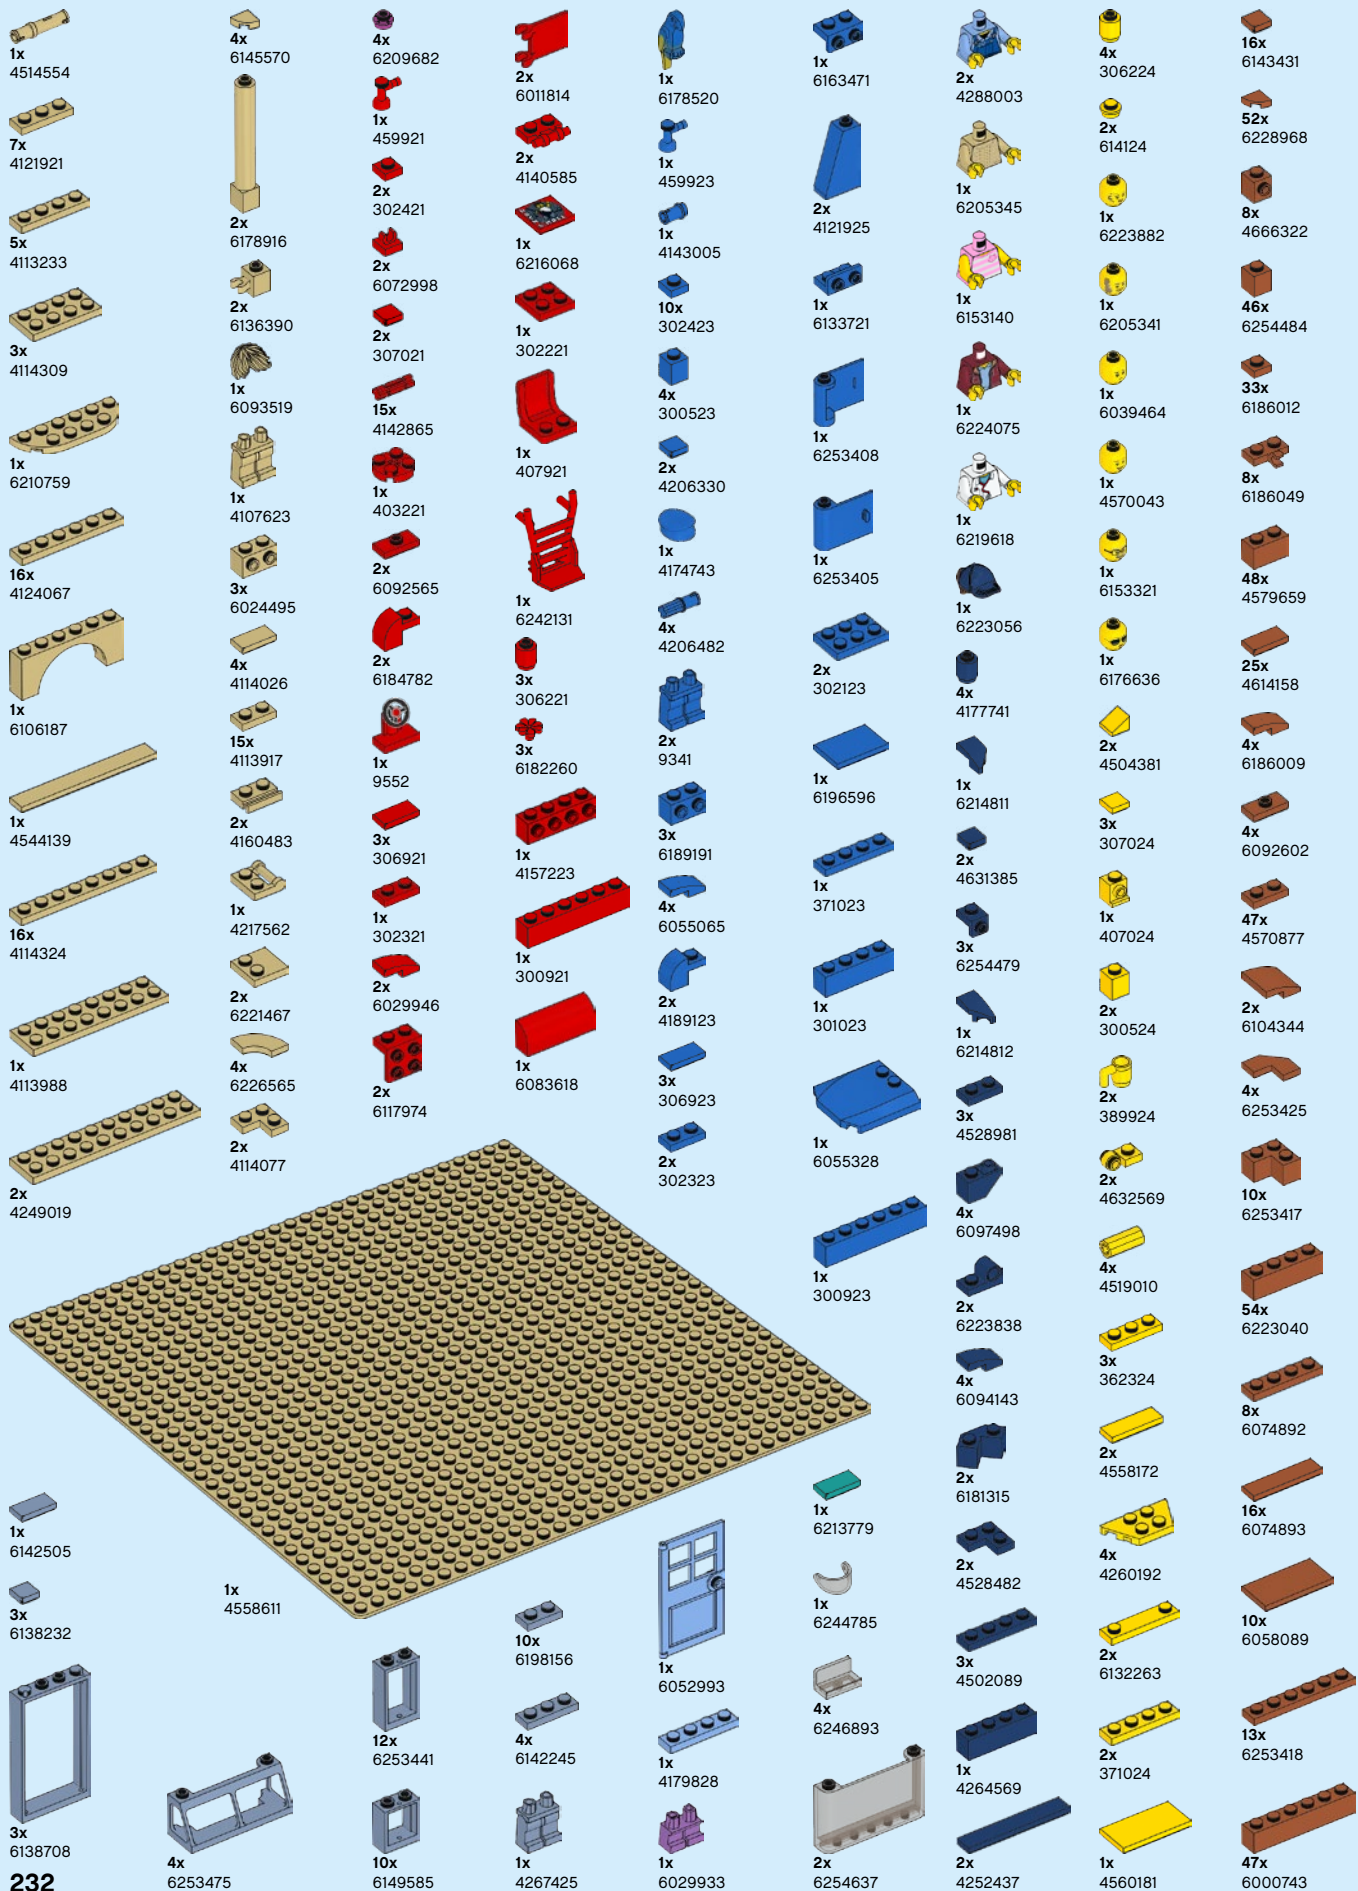 1x
4514554
7x
4121921
5x
4113233
3x
4114309
1x
6210759
16x
4124067
1x
6106187
1x
4544139
16x
4114324
1x
4113988
2x
4249019
1x
6142505
3x
6138232
3x
6138708
4x
6145570
2x
6178916
2x
6136390
1x
6093519
1x
4107623
3x
6024495
4x
4114026
15x
4113917
2x
4160483
1x
4217562
2x
6221467
4x
6226565
2x
4114077
1x
4558611
4x
6253475
4x
6209682
1x
459921
2x
302421
2x
6072998
2x
307021
15x
4142865
1x
403221
2x
6092565
2x
6184782
1x
9552
3x
306921
1x
302321
2x
6029946
2x
6117974
12x
6253441
10x
6149585
2x
6011814
2x
4140585
1x
6216068
1x
302221
1x
407921
1x
6242131
3x
306221
3x
6182260
1x
4157223
1x
300921
1x
6083618
10x
6198156
4x
6142245
1x
4267425
1x
6178520
1x
459923
1x
4143005
10x
302423
4x
300523
2x
4206330
1x
4174743
4x
4206482
2x
9341
3x
6189191
4x
6055065
2x
4189123
3x
306923
2x
302323
1x
6052993
1x
4179828
1x
6029933
1x
6163471
2x
4121925
1x
6133721
1x
6253408
1x
6253405
2x
302123
1x
6196596
1x
371023
1x
301023
1x
6055328
1x
300923
1x
6213779
1x
6244785
4x
6246893
2x
6254637
2x
4288003
1x
6205345
1x
6153140
1x
6224075
1x
6219618
1x
6223056
4x
4177741
1x
6214811
2x
4631385
3x
6254479
1x
6214812
3x
4528981
4x
6097498
2x
6223838
4x
6094143
2x
6181315
2x
4528482
3x
4502089
1x
4264569
2x
4252437
4x
306224
2x
614124
1x
6223882
1x
6205341
1x
6039464
1x
4570043
1x
6153321
1x
6176636
2x
4504381
3x
307024
1x
407024
2x
300524
2x
389924
2x
4632569
4x
4519010
3x
362324
2x
4558172
4x
4260192
2x
6132263
2x
371024
1x
4560181
16x
6143431
52x
6228968
8x
4666322
46x
6254484
33x
6186012
8x
6186049
48x
4579659
25x
4614158
4x
6186009
4x
6092602
47x
4570877
2x
6104344
4x
6253425
10x
6253417
54x
6223040
8x
6074892
16x
6074893
10x
6058089
13x
6253418
47x
6000743
232